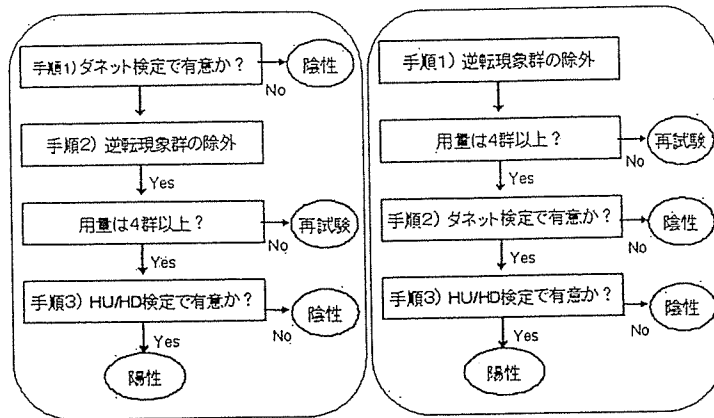 手順1) ダネット検定で有意か？
No
陰性
手順2) 逆転現象群の除外
Yes
用量は4群以上？
No
再試験
Yes
手順3) HU/HD検定で有意か？
No
陰性
Yes
陽性
手順1) 逆転現象群の除外
用量は4群以上？
No
再試験
Yes
手順2) ダネット検定で有意か？
No
陰性
Yes
手順3) HU/HD検定で有意か？
No
陰性
Yes
陽性